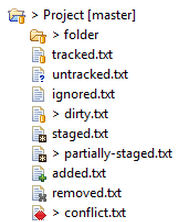 > Project [master]
> folder
tracked.txt
untracked.txt
ignored.txt
> dirty.txt
staged.txt
> partially-staged.txt
added.txt
removed.txt
> conflict.txt